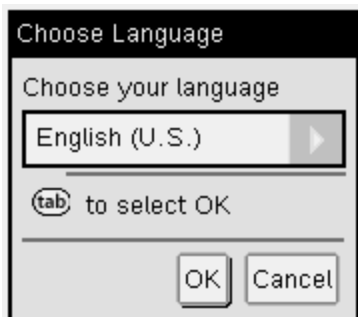 Choose Language
Choose your language
English (U.S.)
tab to select OK
OK Cancel